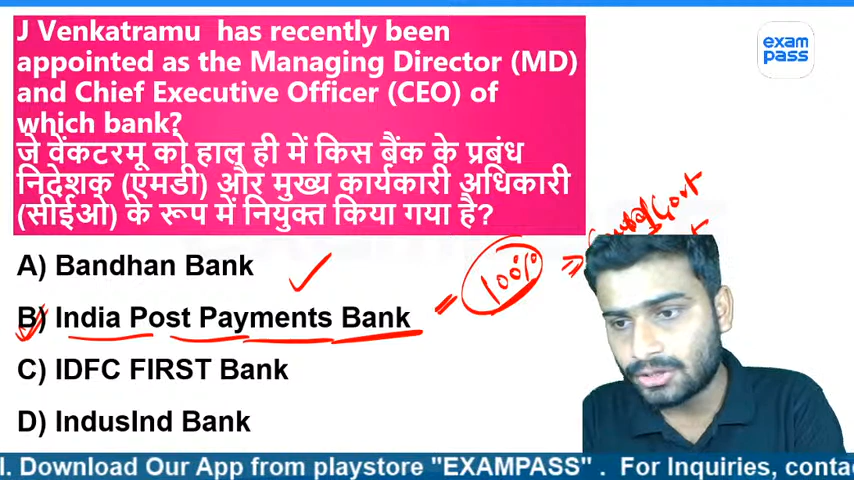 J Venkatramu has recently been
appointed as the Managing Director (MD)
and Chief Executive Officer (CEO) of
which bank?
जे वेंकटरमू को हाल ही में किस बैंक के प्रबंध
निदेशक (एमडी) और मुख्य कार्यकारी अधिकारी
(सीईओ) के रूप में नियुक्त किया गया है?
exam
pass
A) Bandhan Bank
B) India Post Payments Bank
= 100% ⇒
Govt
C) IDFC FIRST Bank
D) IndusInd Bank
l. Download Our App from playstore "EXAMPASS" . For Inquiries, conta